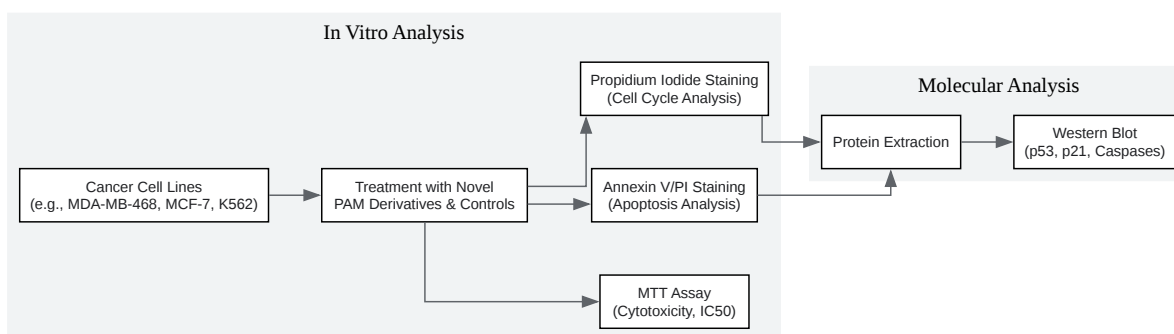 In Vitro Analysis
Cancer Cell Lines
(e.g., MDA-MB-468, MCF-7, K562)
Treatment with Novel
PAM Derivatives & Controls
Propidium Iodide Staining
(Cell Cycle Analysis)
Annexin V/PI Staining
(Apoptosis Analysis)
MTT Assay
(Cytotoxicity, IC50)
Molecular Analysis
Protein Extraction
Western Blot
(p53, p21, Caspases)